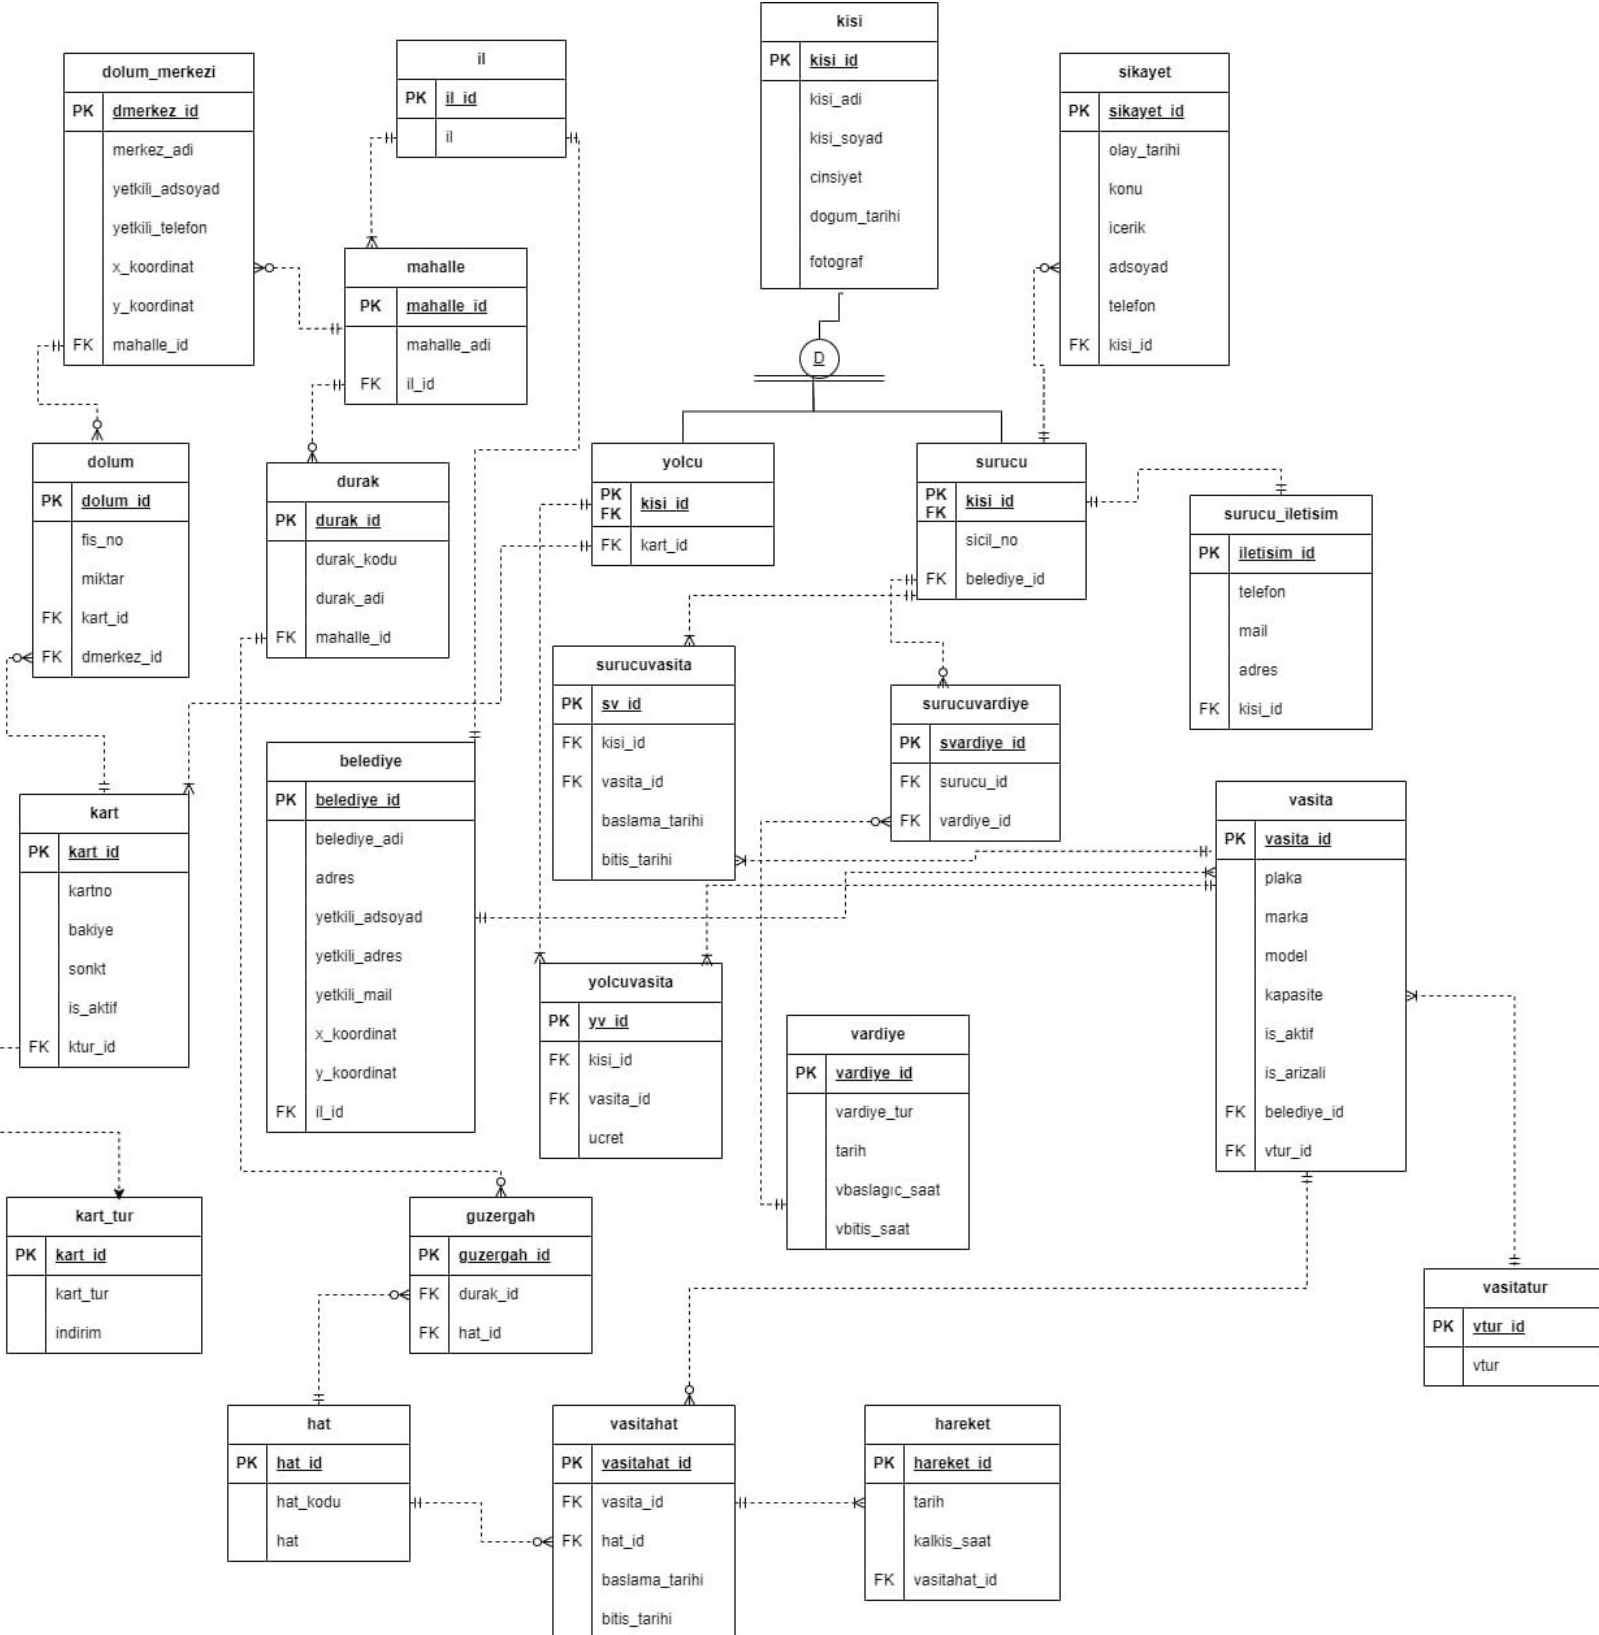 kisi
PK kisi_id
kisi_adi
kisi_soyad
cinsiyet
dogum_tarihi
fotograf
il
PK il_id
il
dolum_merkezi
PK dmerkez_id
merkez_adi
yetkili_adsoyad
yetkili_telefon
x_koordinat
y_koordinat
FK mahalle_id
sikayet
PK sikayet_id
olay_tarihi
konu
icerik
adsoyad
telefon
FK kisi_id
mahalle
PK mahalle_id
mahalle_adi
FK il_id
D
dolum
PK dolum_id
fis_no
miktar
FK kart_id
FK dmerkez_id
durak
PK durak_id
durak_kodu
durak_adi
FK mahalle_id
yolcu
PK
FK kisi_id
FK kart_id
surucu
PK
FK kisi_id
sicil_no
FK belediye_id
surucu_iletisim
PK iletisim_id
telefon
mail
adres
FK kisi_id
surucuvasita
PK sv_id
FK kisi_id
FK vasita_id
baslama_tarihi
bitis_tarihi
surucuvardiye
PK svardiye_id
FK surucu_id
FK vardiye_id
belediye
PK belediye_id
belediye_adi
adres
yetkili_adsoyad
yetkili_adres
yetkili_mail
x_koordinat
y_koordinat
FK il_id
kart
PK kart_id
kartno
bakiye
sonkt
is_aktif
FK ktur_id
vasita
PK vasita_id
plaka
marka
model
kapasite
is_aktif
is_arizali
FK belediye_id
FK vtur_id
yolcuvasita
PK yv_id
FK kisi_id
FK vasita_id
ucret
vardiye
PK vardiye_id
vardiye_tur
tarih
vbaslagıc_saat
vbitis_saat
kart_tur
PK kart_id
kart_tur
indirim
guzergah
PK guzergah_id
FK durak_id
FK hat_id
vasitatur
PK vtur_id
vtur
hat
PK hat_id
hat_kodu
hat
vasitahat
PK vasitahat_id
FK vasita_id
FK hat_id
baslama_tarihi
bitis_tarihi
hareket
PK hareket_id
tarih
kalkis_saat
FK vasitahat_id